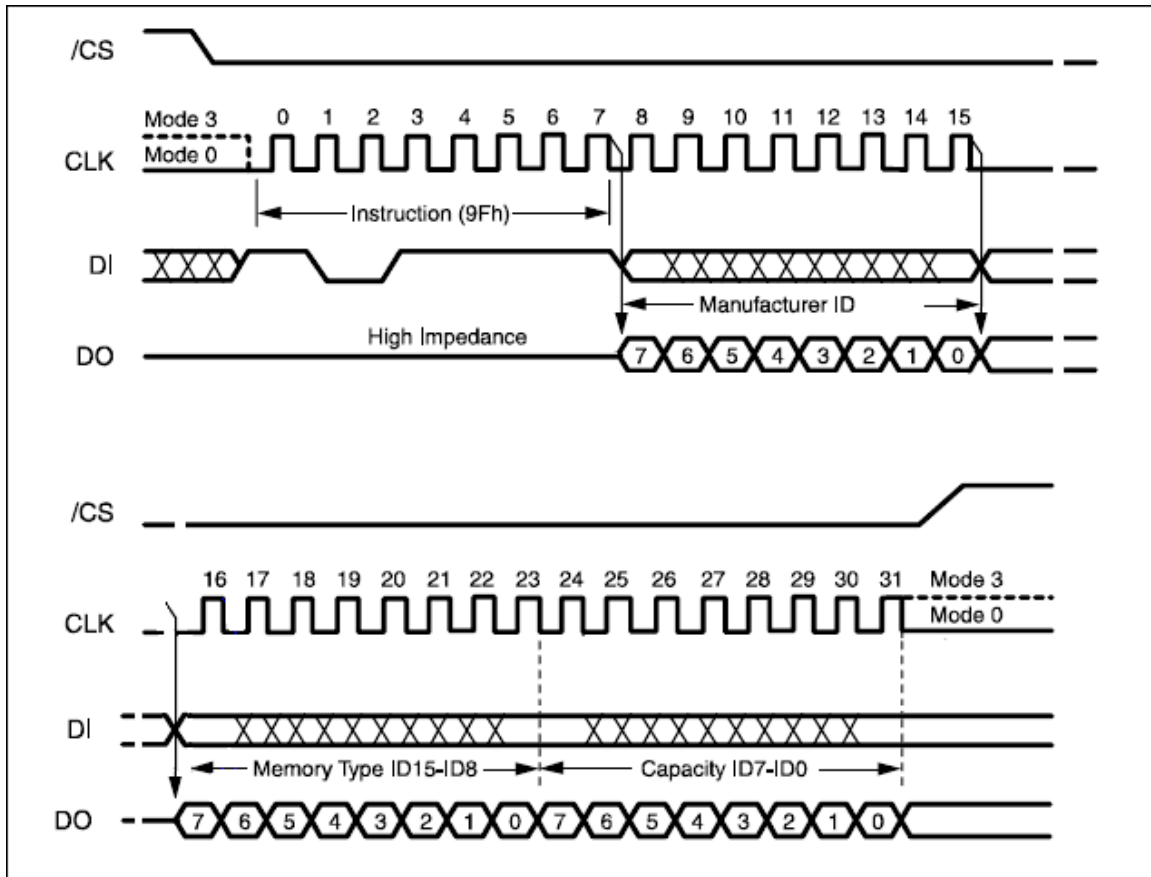 /CS
Mode 3 0 1 2 3 4 5 6 7 8 9 10 11 12 13 14 15
CLK Mode 0
Instruction (9Fh)
DI
Manufacturer ID
High Impedance
DO 7 6 5 4 3 2 1 0
/CS
16 17 18 19 20 21 22 23 24 25 26 27 28 29 30 31 Mode 3
CLK Mode 0
DI
Memory Type ID15-ID8 Capacity ID7-ID0
DO 7 6 5 4 3 2 1 0 7 6 5 4 3 2 1 0